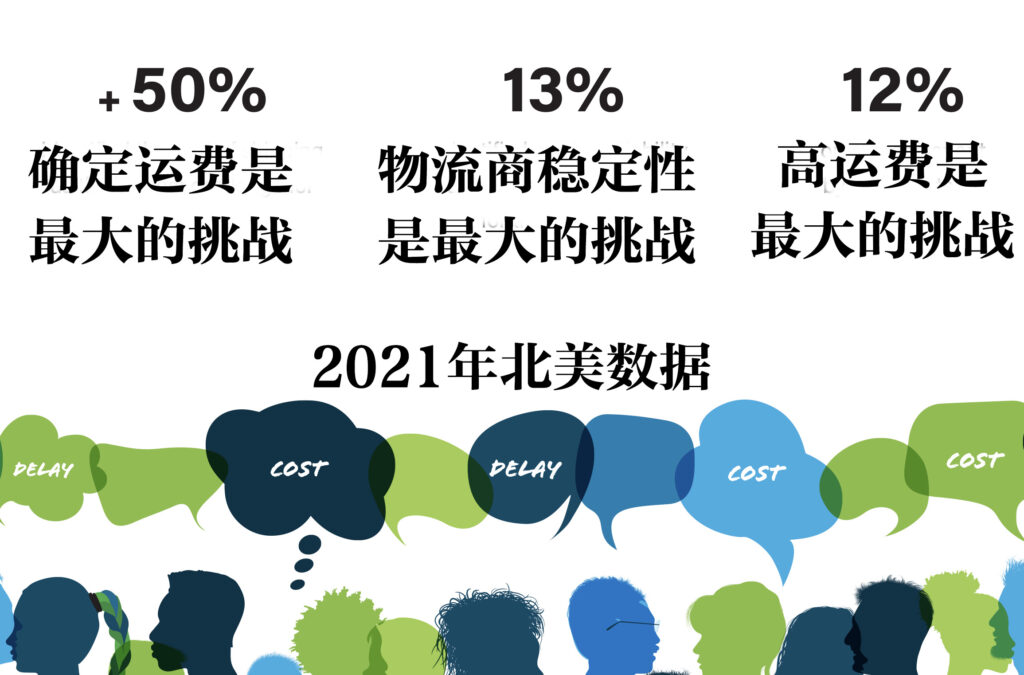 + 50%
确定运费是
最大的挑战
13%
物流商稳定性
是最大的挑战
12%
高运费是
最大的挑战
2021年北美数据
DELAY
COST
DELAY
COST
COST